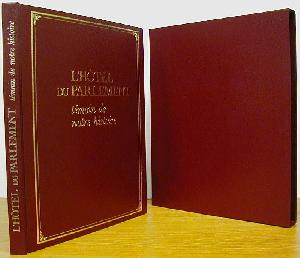 L'HÔTEL DU PARLEMENT témoin de notre histoire
L'HÔTEL
DU PARLEMENT
témoin de
notre histoire